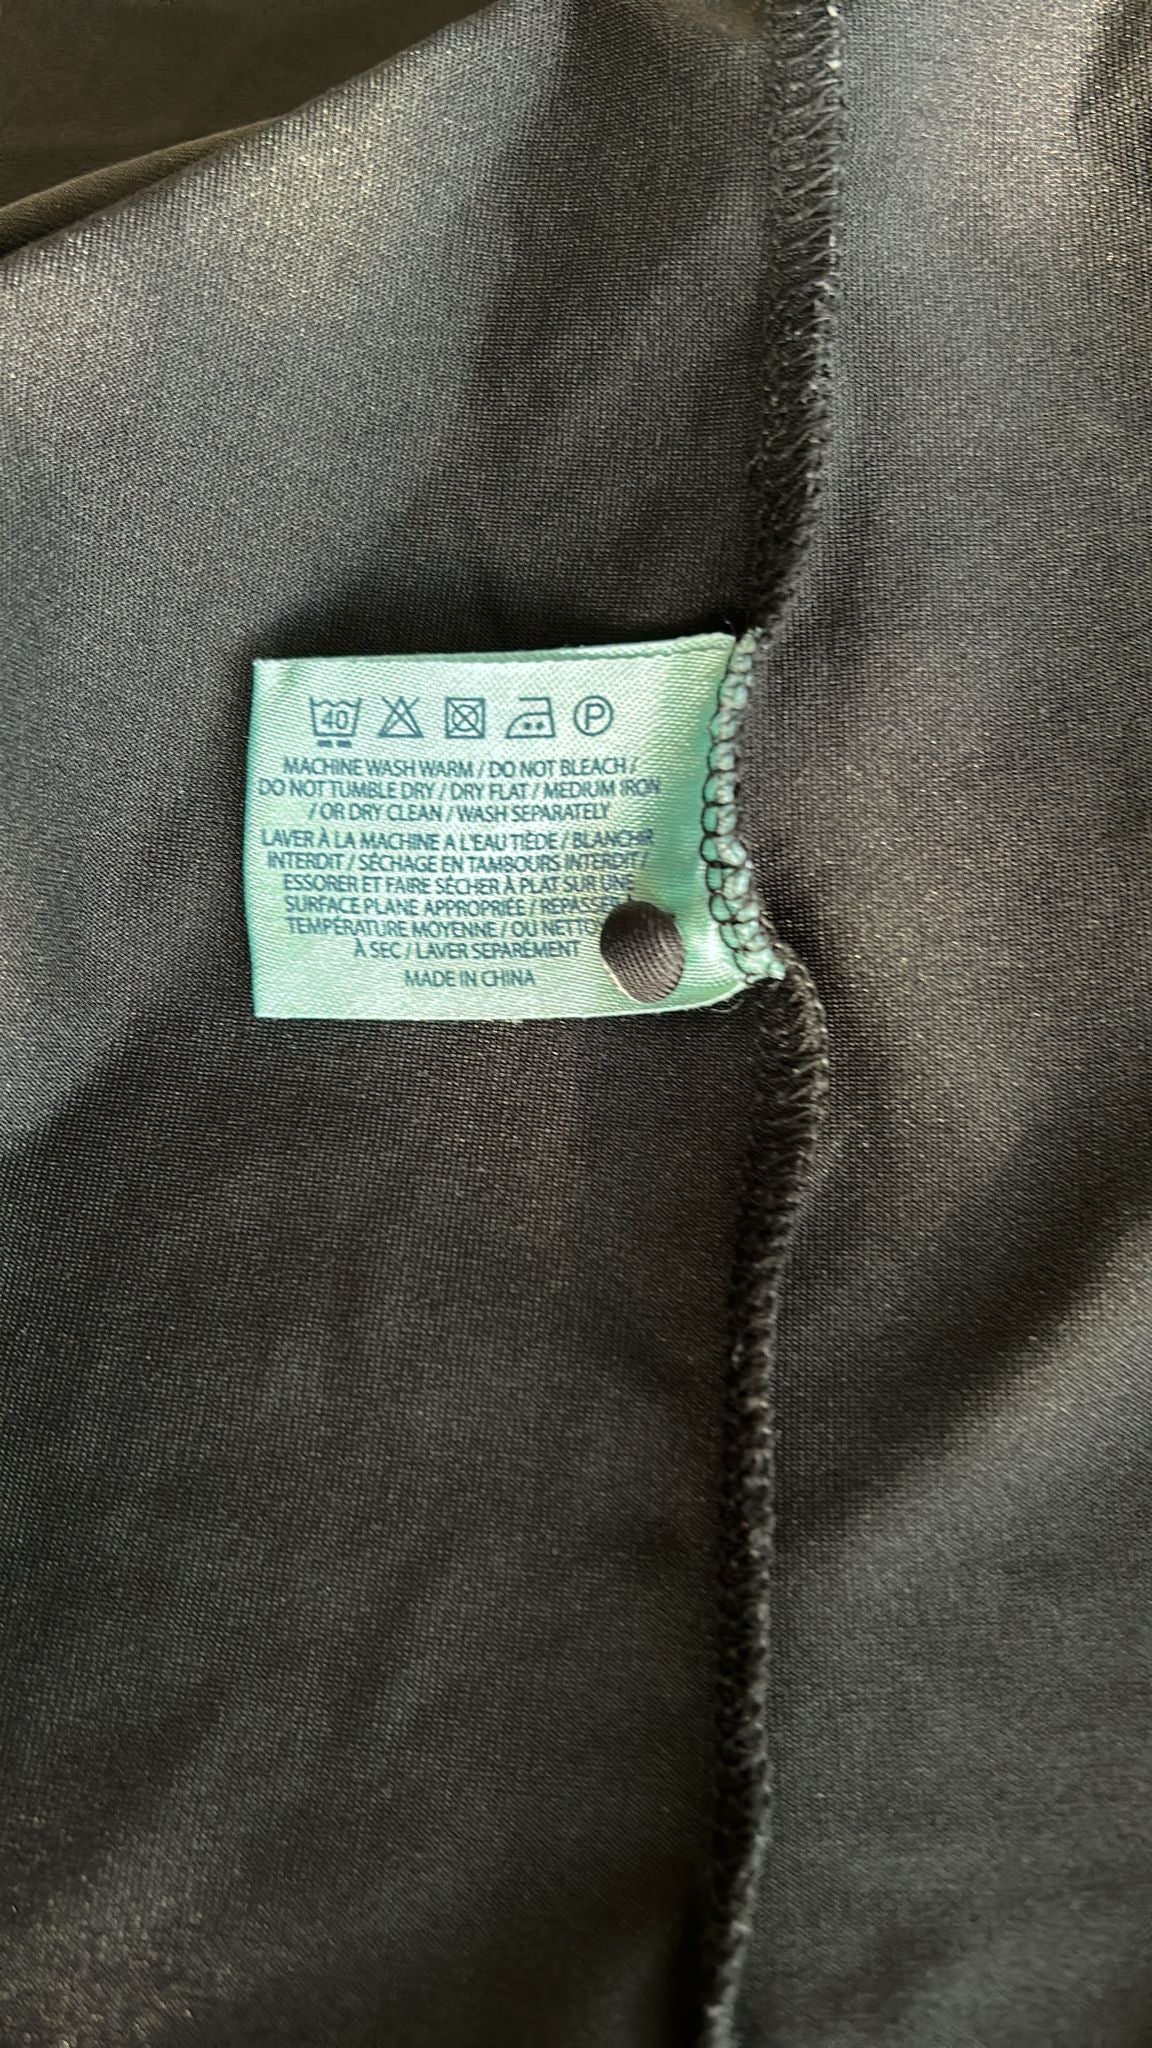 40 P
MACHINE WASH WARM / DO NOT BLEACH /
DO NOT TUMBLE DRY / DRY FLAT / MEDIUM IRON
/ OR DRY CLEAN / WASH SEPARATELY
LAVER À LA MACHINE A L'EAU TIÈDE / BLANCHIR
INTERDIT / SÉCHAGE EN TAMBOURS INTERDIT /
ESSORER ET FAIRE SÉCHER À PLAT SUR UNE
SURFACE PLANE APPROPRIÉE / REPASSER
TEMPÉRATURE MOYENNE / OU
À SEC / LAVER SEPARÉMENT
MADE IN CHINA